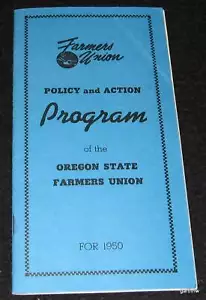 Farmers
Union
POLICY and ACTION
Program
of the
OREGON STATE
FARMERS UNION
FOR 1950